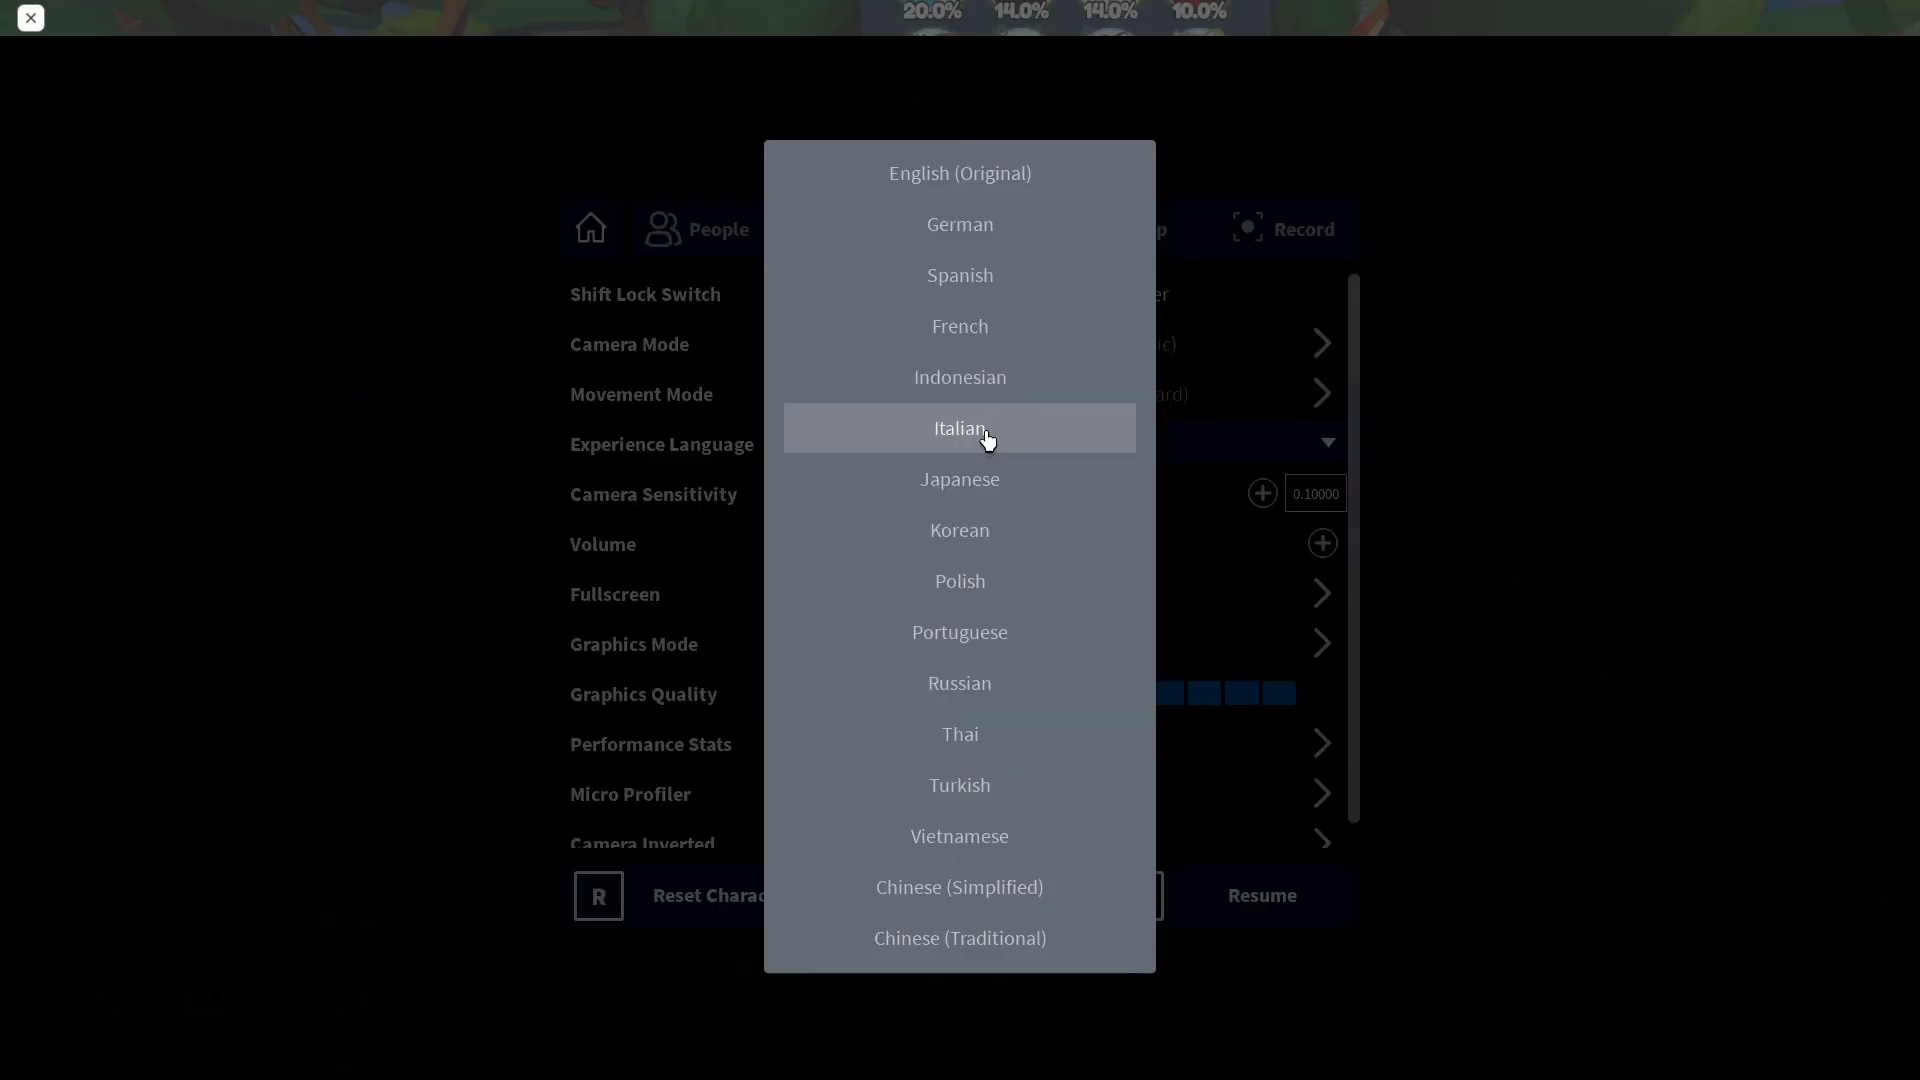 20.0% 14.0% 14.0% 10.0%
English (Original)
German
Spanish
French
Indonesian
Italian
Japanese
Korean
Polish
Portuguese
Russian
Thai
Turkish
Vietnamese
Chinese (Simplified)
Chinese (Traditional)
People
Record
Shift Lock Switch
Camera Mode
Movement Mode
Experience Language
Camera Sensitivity
0.10000
Volume
Fullscreen
Graphics Mode
Graphics Quality
Performance Stats
Micro Profiler
Camera Inverted
R
Reset Charac
Resume